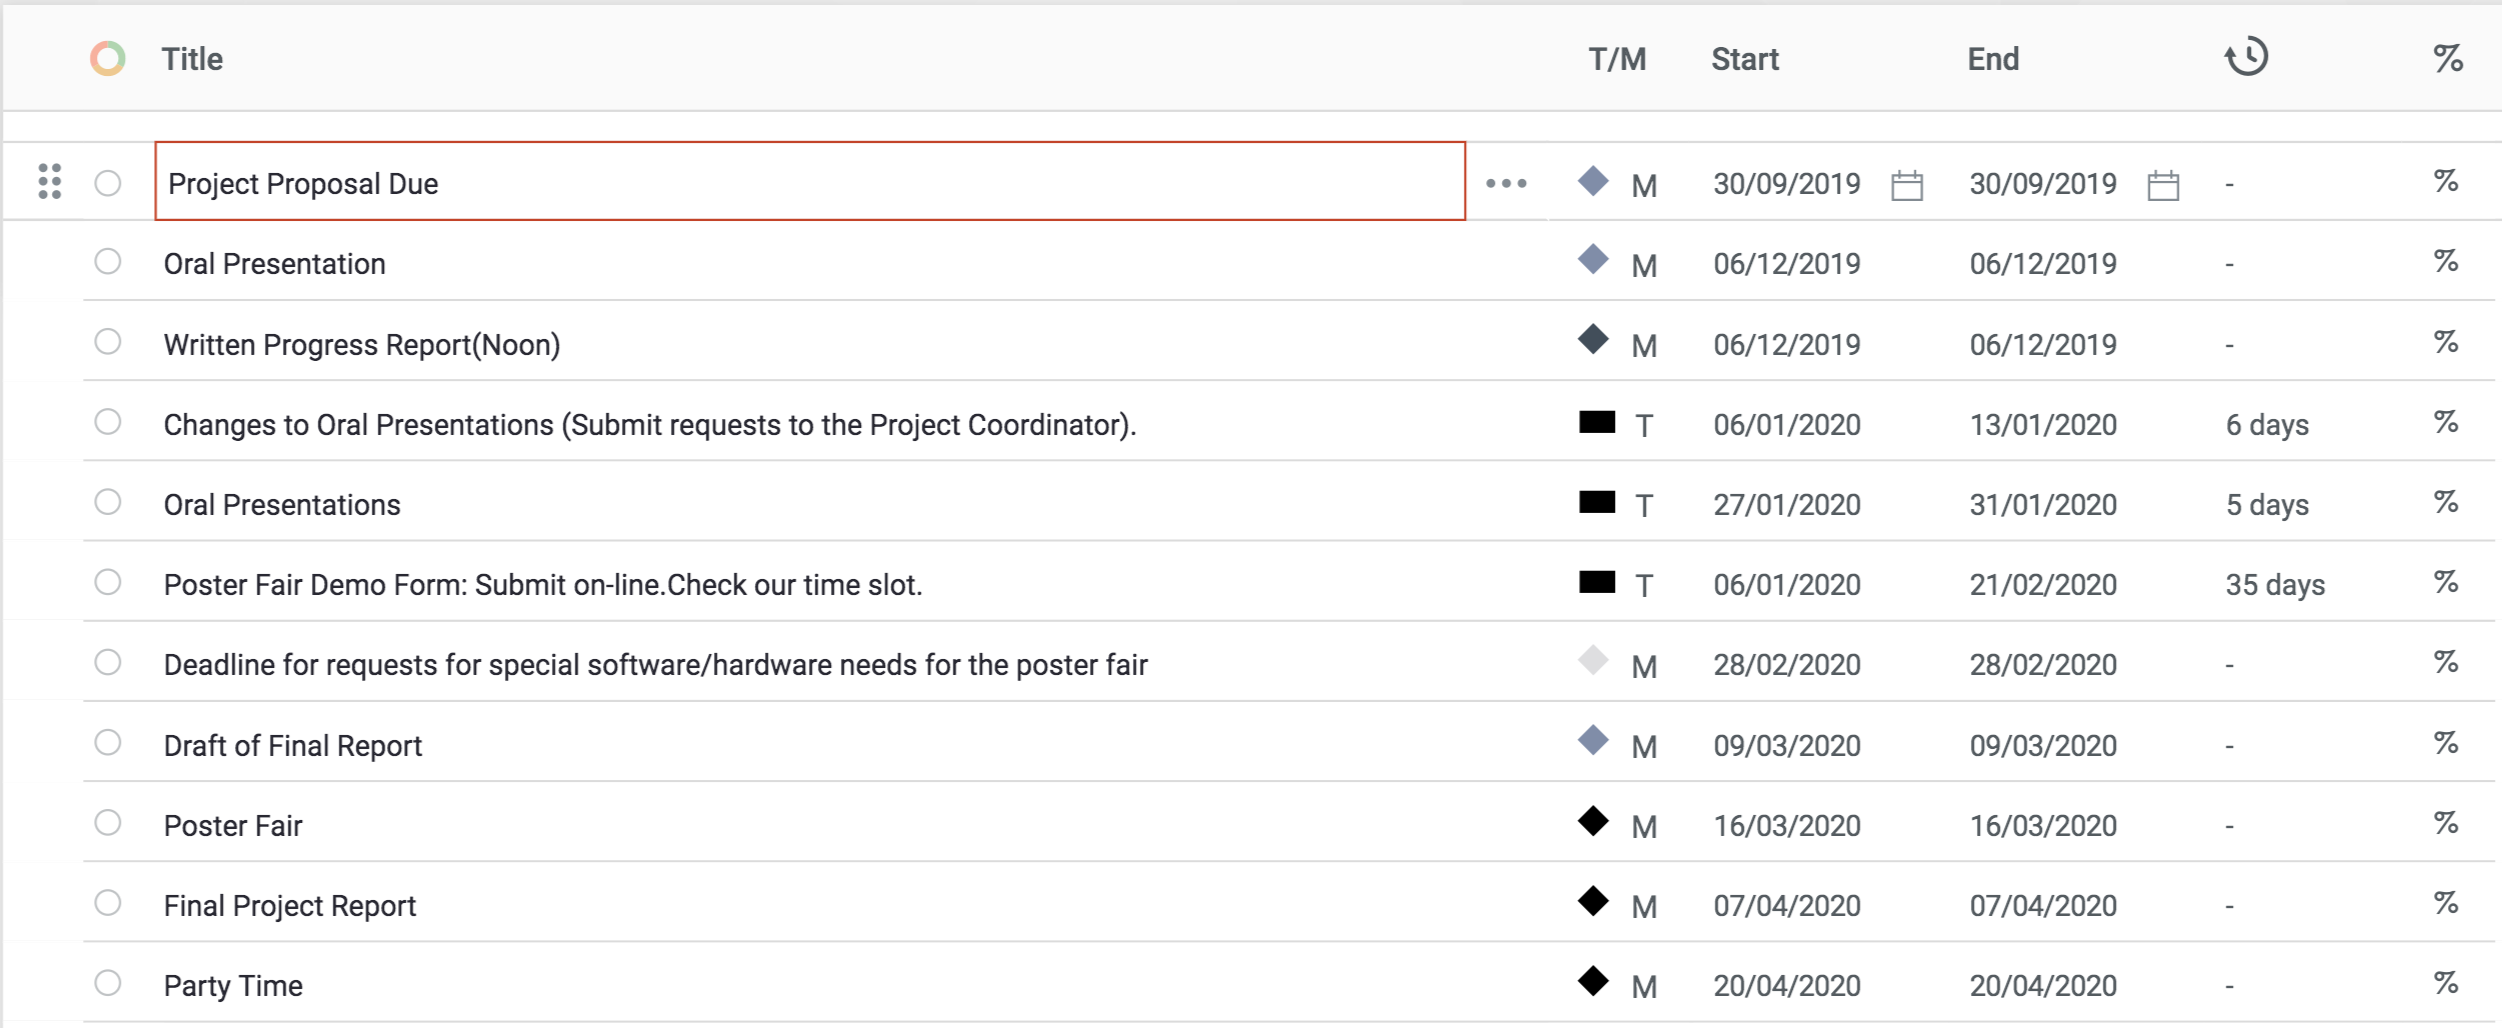 Title T/M Start End %
Project Proposal Due M 30/09/2019 30/09/2019 - %
Oral Presentation M 06/12/2019 06/12/2019 - %
Written Progress Report(Noon) M 06/12/2019 06/12/2019 - %
Changes to Oral Presentations (Submit requests to the Project Coordinator). T 06/01/2020 13/01/2020 6 days %
Oral Presentations T 27/01/2020 31/01/2020 5 days %
Poster Fair Demo Form: Submit on-line.Check our time slot. T 06/01/2020 21/02/2020 35 days %
Deadline for requests for special software/hardware needs for the poster fair M 28/02/2020 28/02/2020 - %
Draft of Final Report M 09/03/2020 09/03/2020 - %
Poster Fair M 16/03/2020 16/03/2020 - %
Final Project Report M 07/04/2020 07/04/2020 - %
Party Time M 20/04/2020 20/04/2020 - %